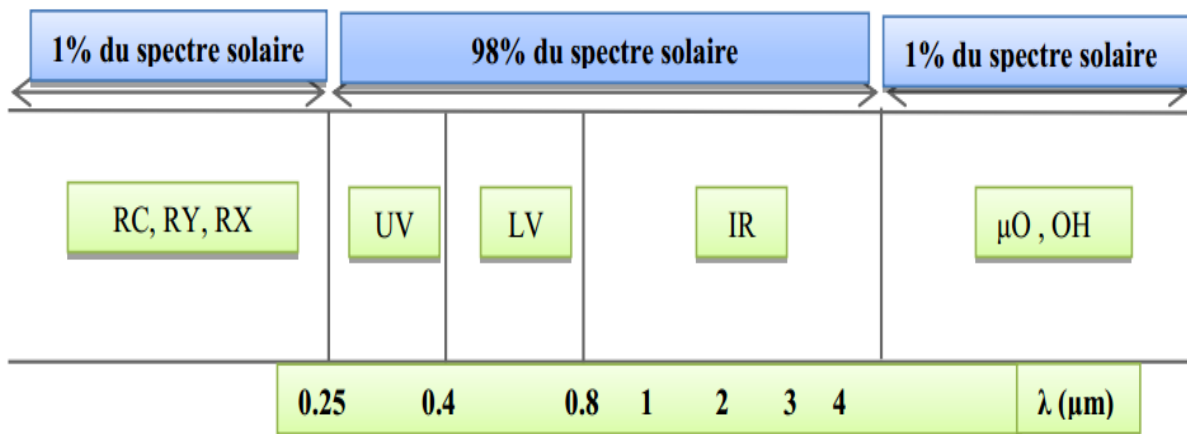 1% du spectre solaire
98% du spectre solaire
1% du spectre solaire
RC, RY, RX
UV
LV
IR
μO , OH
0.25 0.4 0.8 1 2 3 4 λ (μm)